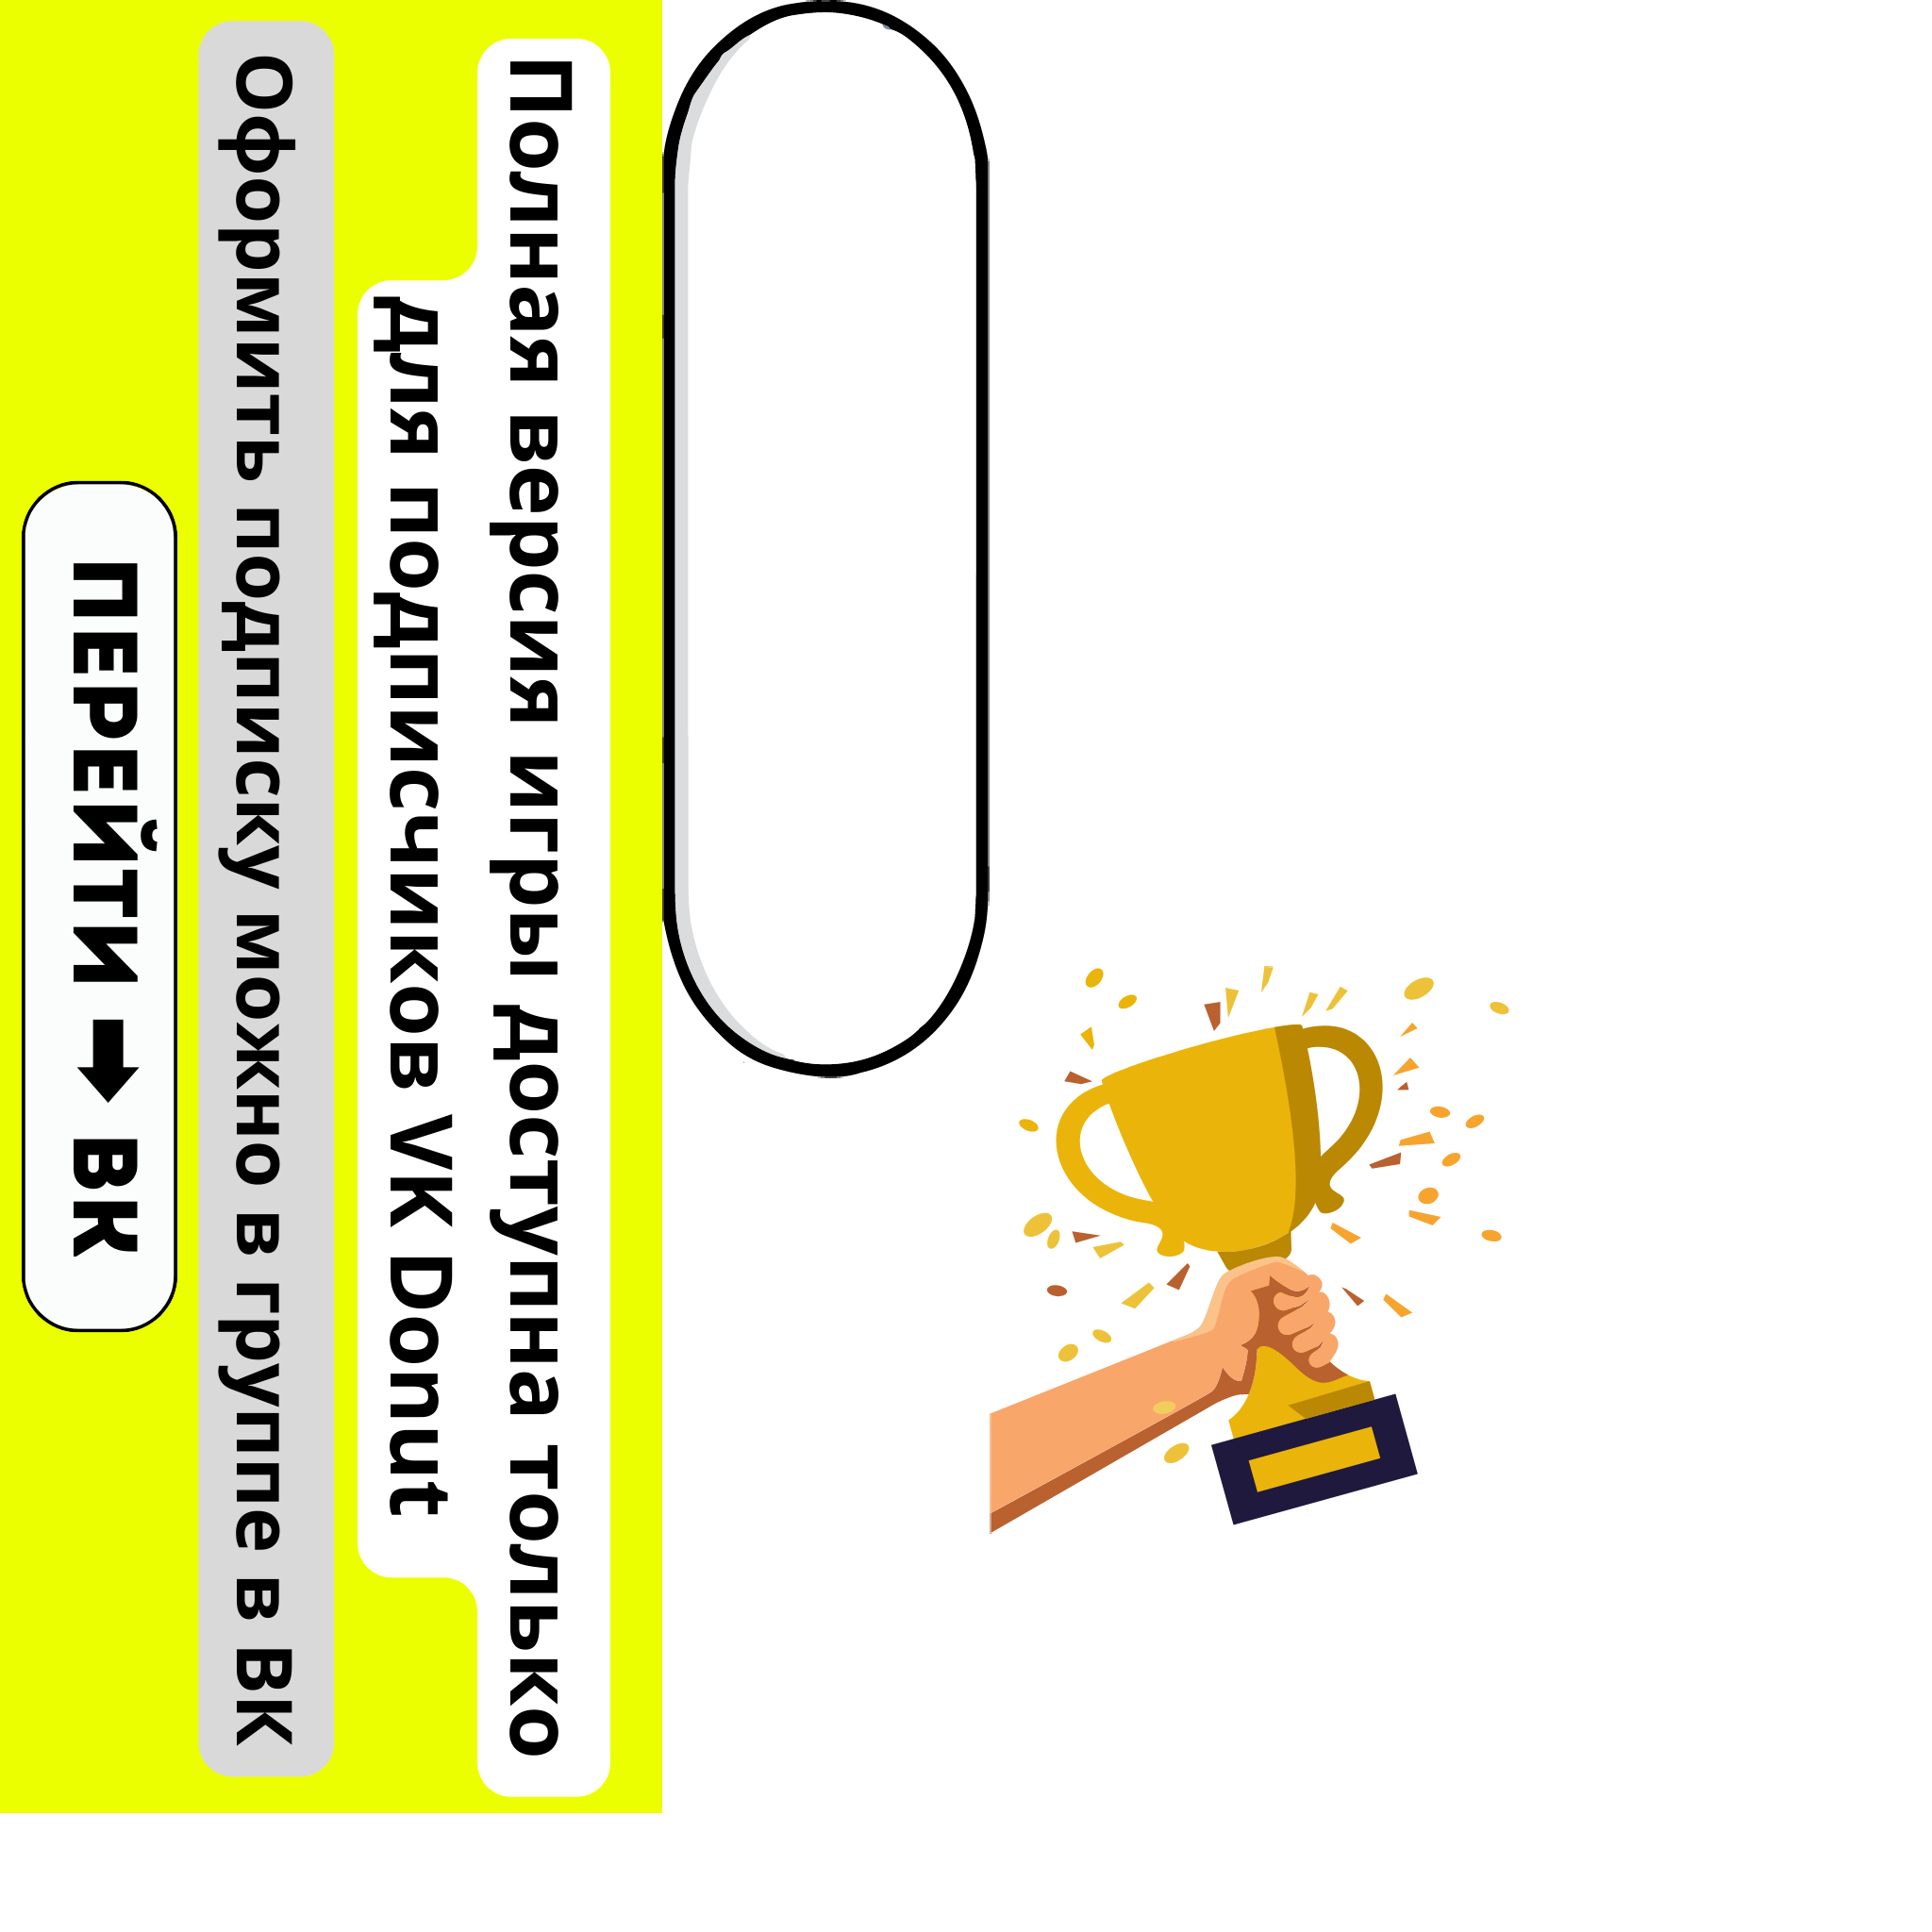 Полная версия игры доступна только
для подписчиков VK Donut
Оформить подписку можно в группе в ВК
ПЕРЕЙТИ ➡ ВК